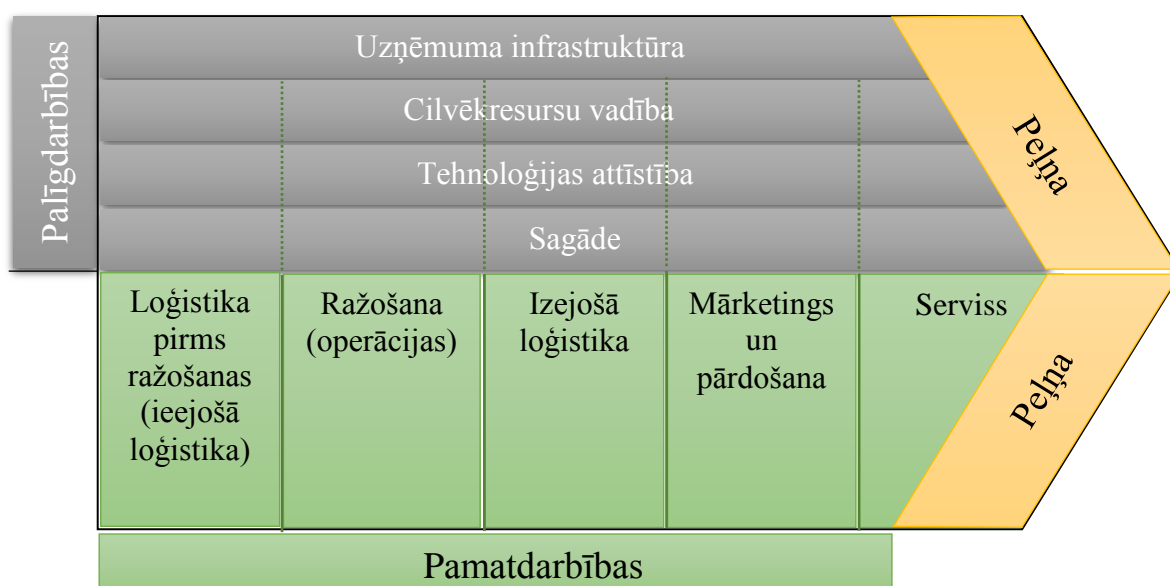 Palīgdarbības
Uzņēmuma infrastruktūra
Cilvēkresursu vadība
Tehnoloģijas attīstība
Sagāde
Peļņa
Loģistika
pirms
ražošanas
(ieejošā
loģistika)
Ražošana
(operācijas)
Izejošā
loģistika
Mārketings
un
pārdošana
Serviss
Peļņa
Pamatdarbības